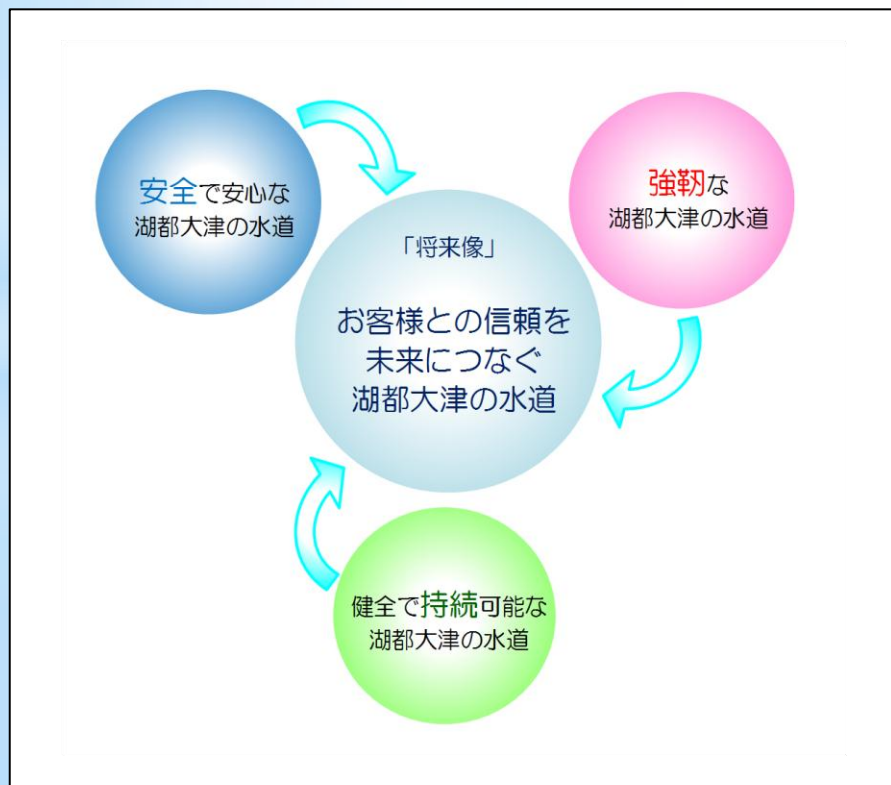 安全で安心な
湖都大津の水道
強靭な
湖都大津の水道
「将来像」
お客様との信頼を
未来につなぐ
湖都大津の水道
健全で持続可能な
湖都大津の水道